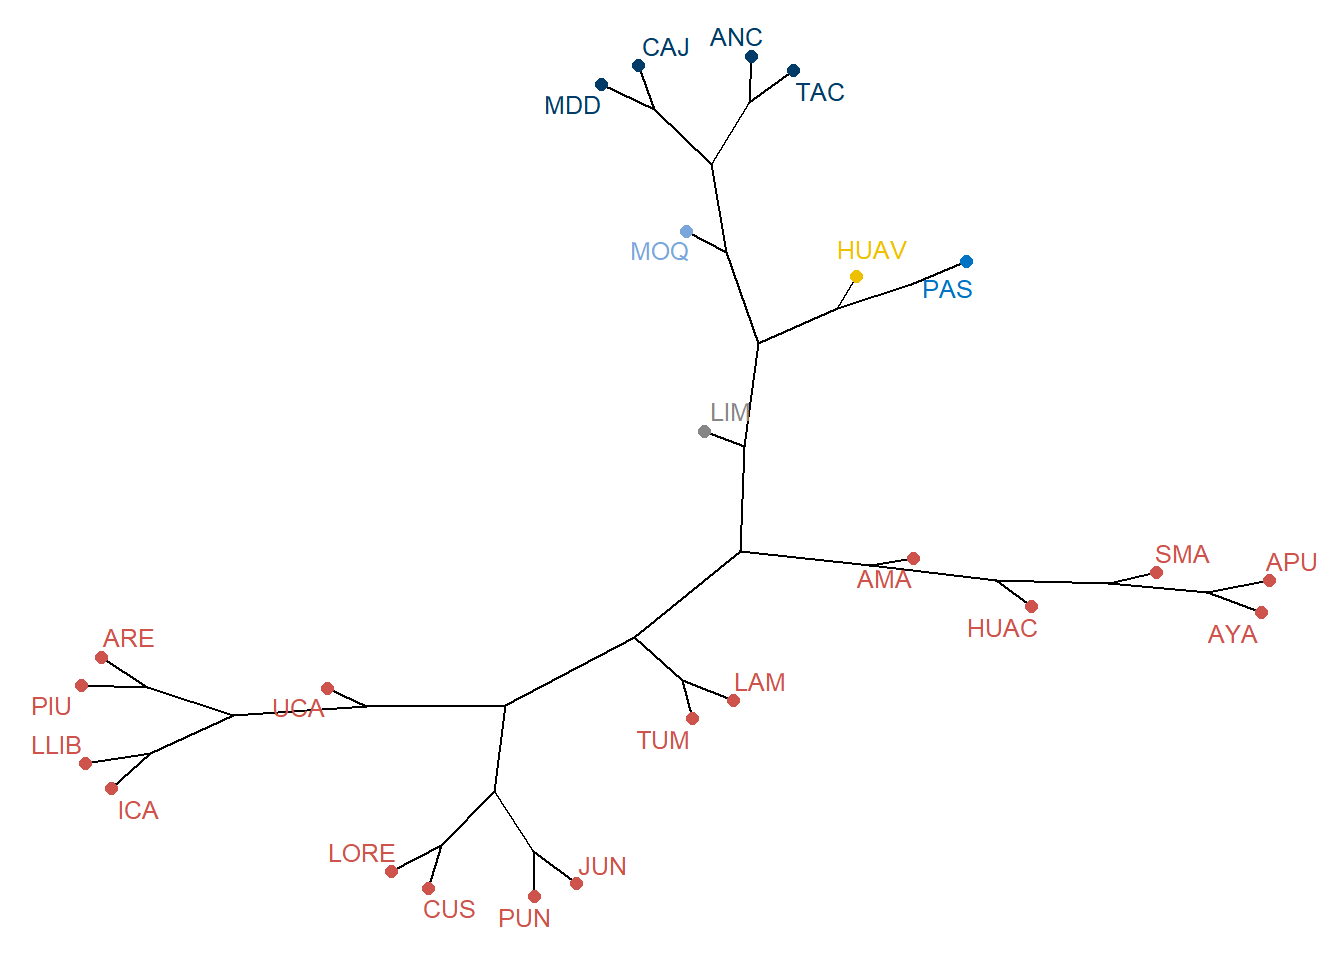 ANC
CAJ
TAC
MDD
MOQ
HUAV
PAS
LIM
SMA
APU
AMA
HUAC
AYA
ARE
LAM
PIU
UCA
TUM
LLIB
ICA
LORE
JUN
CUS
PUN